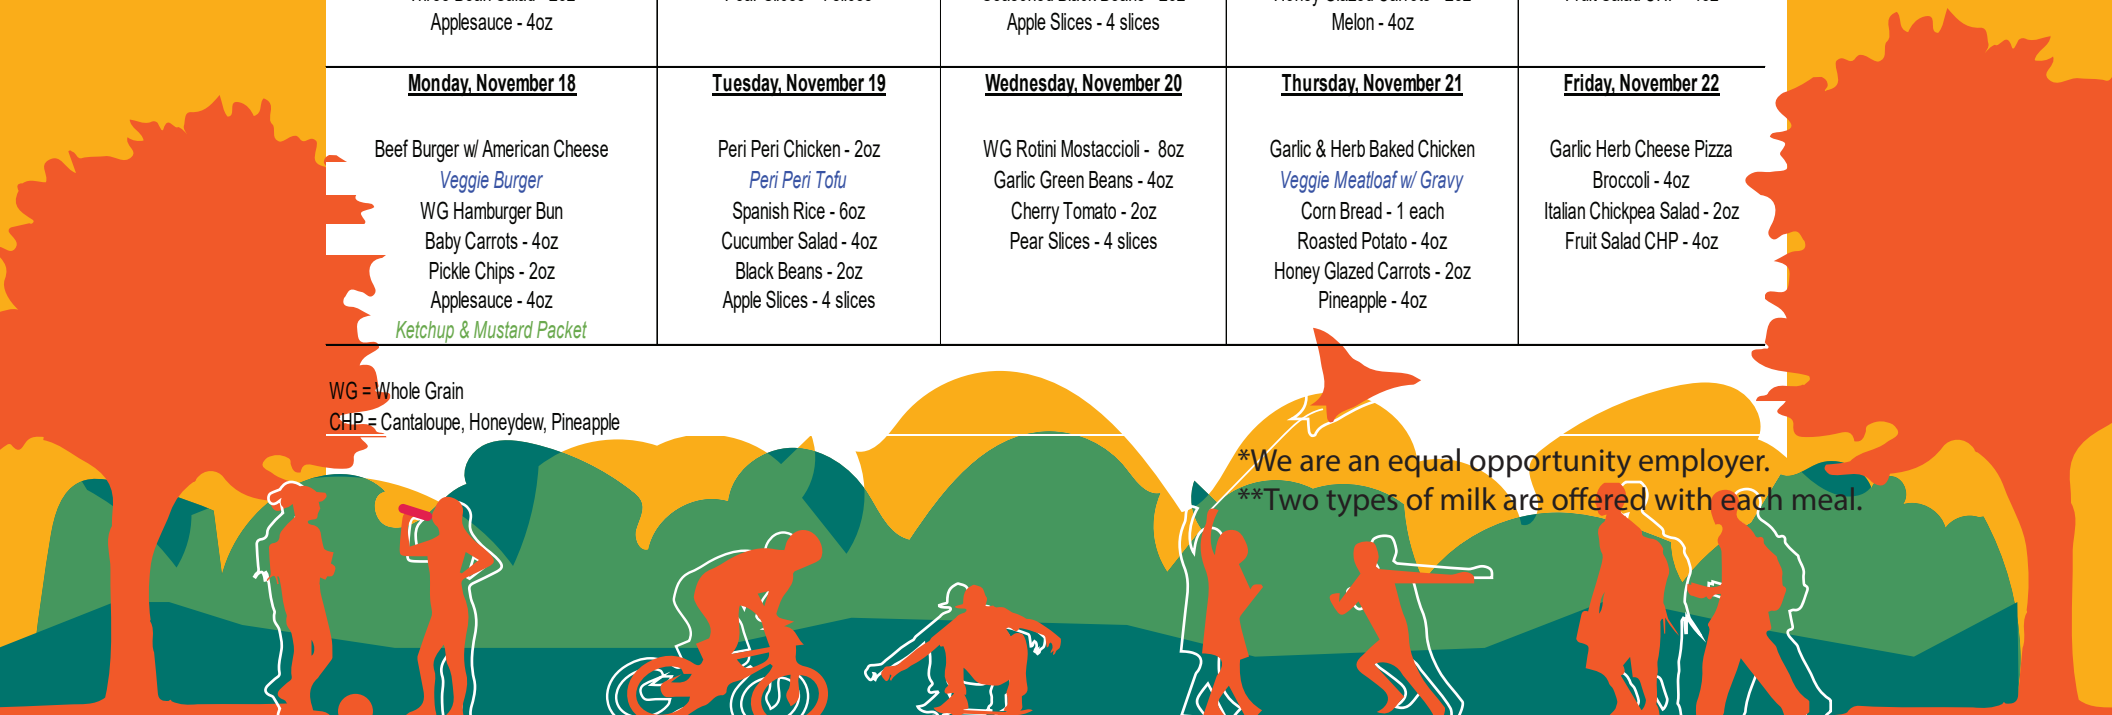 Applesauce - 4oz
Apple Slices - 4 slices
Melon - 4oz
Monday, November 18
Beef Burger w/ American Cheese
Veggie Burger
WG Hamburger Bun
Baby Carrots - 4oz
Pickle Chips - 2oz
Applesauce - 4oz
Ketchup & Mustard Packet
Tuesday, November 19
Peri Peri Chicken - 2oz
Peri Peri Tofu
Spanish Rice - 6oz
Cucumber Salad - 4oz
Black Beans - 2oz
Apple Slices - 4 slices
Wednesday, November 20
WG Rotini Mostaccioli - 8oz
Garlic Green Beans - 4oz
Cherry Tomato - 2oz
Pear Slices - 4 slices
Thursday, November 21
Garlic & Herb Baked Chicken
Veggie Meatloaf w/ Gravy
Corn Bread - 1 each
Roasted Potato - 4oz
Honey Glazed Carrots - 2oz
Pineapple - 4oz
Friday, November 22
Garlic Herb Cheese Pizza
Broccoli - 4oz
Italian Chickpea Salad - 2oz
Fruit Salad CHP - 4oz
WG = Whole Grain
CHP = Cantaloupe, Honeydew, Pineapple
*We are an equal opportunity employer.
**Two types of milk are offered with each meal.